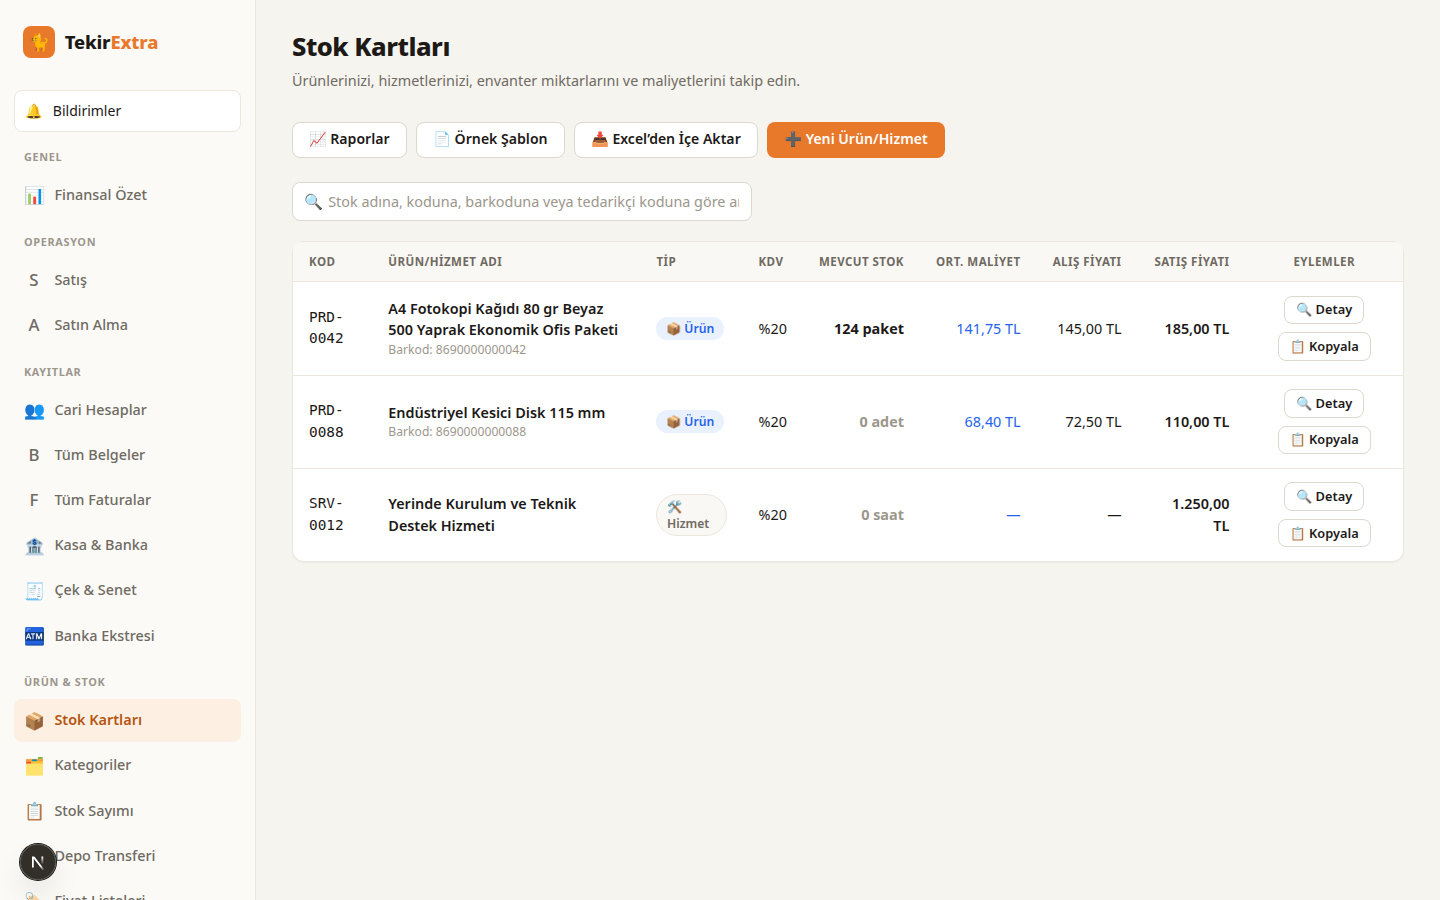 TekirExtra
Bildirimler
GENEL
Finansal Özet
OPERASYON
S Satış
A Satın Alma
KAYITLAR
Cari Hesaplar
B Tüm Belgeler
F Tüm Faturalar
Kasa & Banka
Çek & Senet
ATM Banka Ekstresi
ÜRÜN & STOK
Stok Kartları
Kategoriler
Stok Sayımı
N Depo Transferi
Fiyat Listeleri
Stok Kartları
Ürünlerinizi, hizmetlerinizi, envanter miktarlarını ve maliyetlerini takip edin.
Raporlar Örnek Şablon Excel’den İçe Aktar Yeni Ürün/Hizmet
Stok adına, koduna, barkoduna veya tedarikçi koduna göre
KOD ÜRÜN/HİZMET ADI TİP KDV MEVCUT STOK ORT. MALİYET ALIŞ FİYATI SATIŞ FİYATI EYLEMLER
PRD-
0042
A4 Fotokopi Kağıdı 80 gr Beyaz
500 Yaprak Ekonomik Ofis Paketi
Barkod: 8690000000042
Ürün %20 124 paket 141,75 TL 145,00 TL 185,00 TL
Detay
Kopyala
PRD-
0088
Endüstriyel Kesici Disk 115 mm
Barkod: 8690000000088
Ürün %20 0 adet 68,40 TL 72,50 TL 110,00 TL
Detay
Kopyala
SRV-
0012
Yerinde Kurulum ve Teknik
Destek Hizmeti
Hizmet %20 0 saat — — 1.250,00
TL
Detay
Kopyala